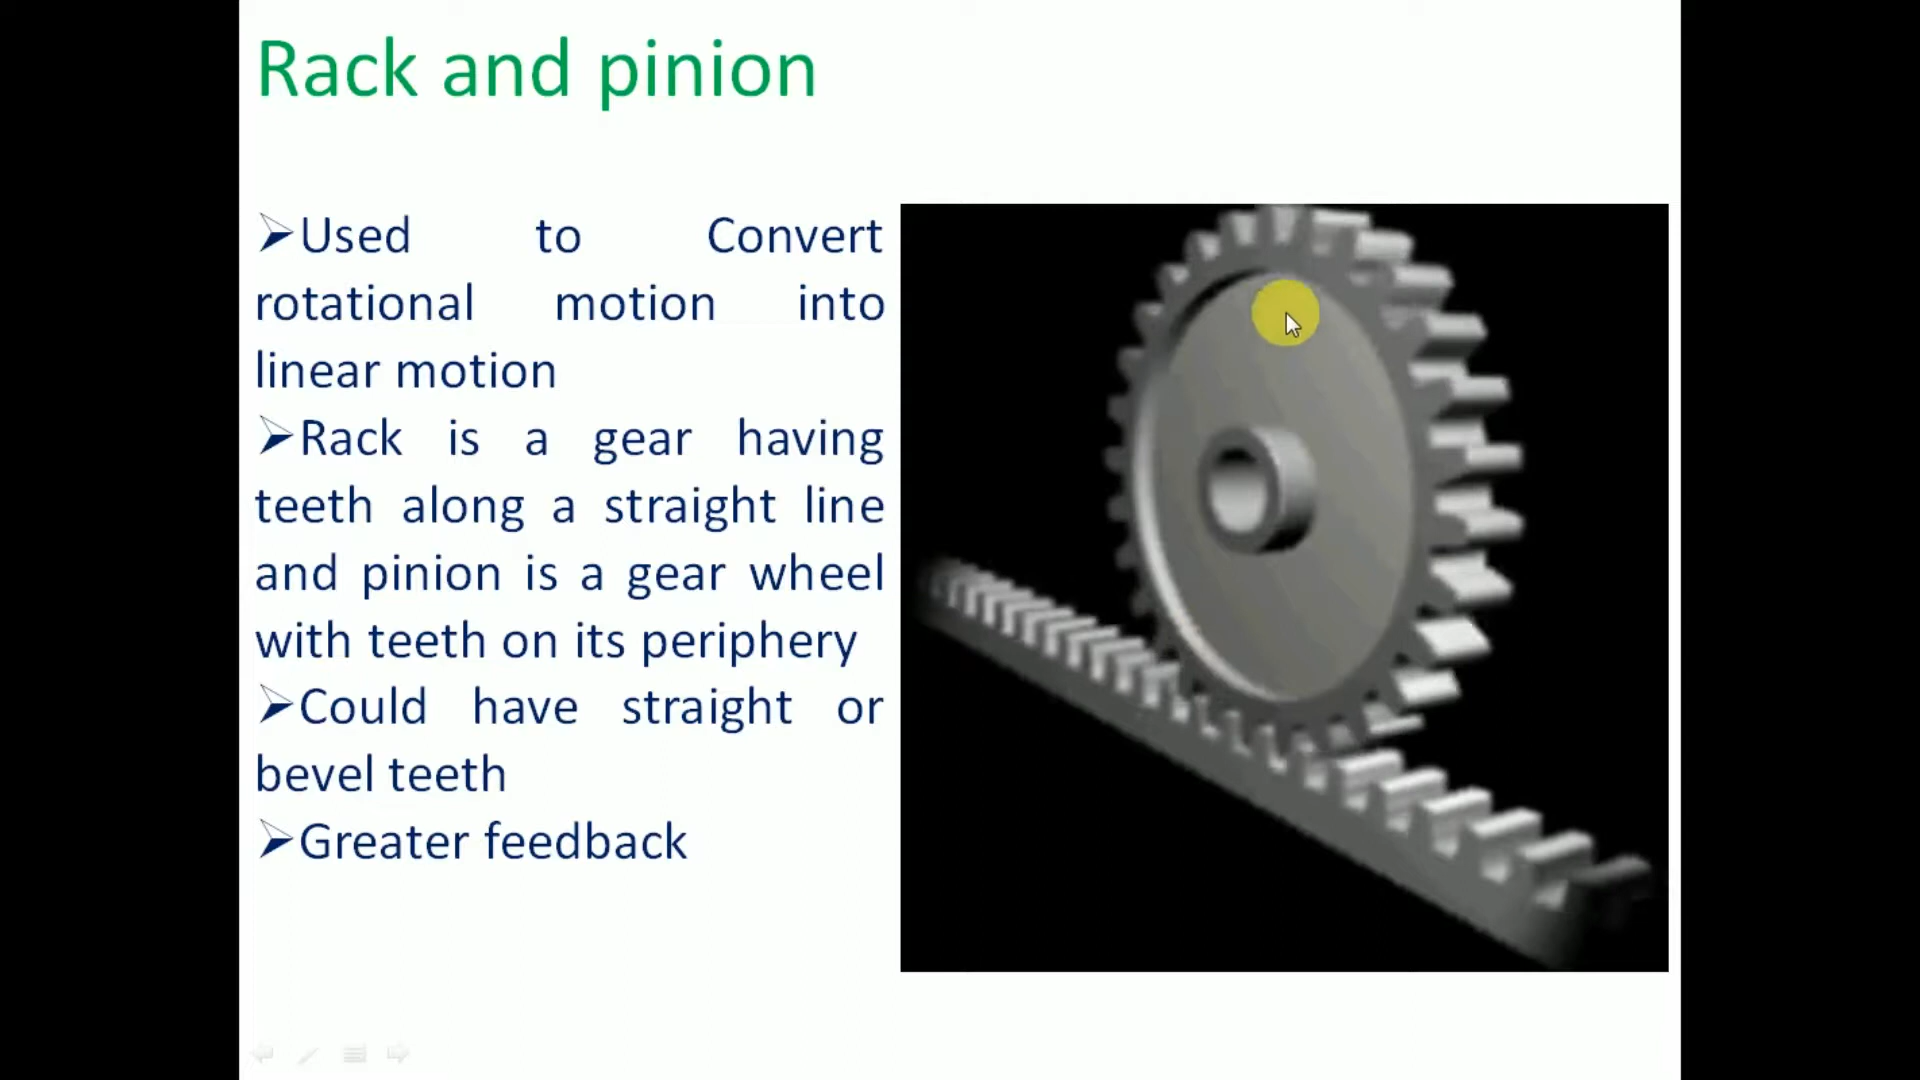 Rack and pinion
➢Used to Convert
rotational motion into
linear motion
➢Rack is a gear having
teeth along a straight line
and pinion is a gear wheel
with teeth on its periphery
➢Could have straight or
bevel teeth
➢Greater feedback